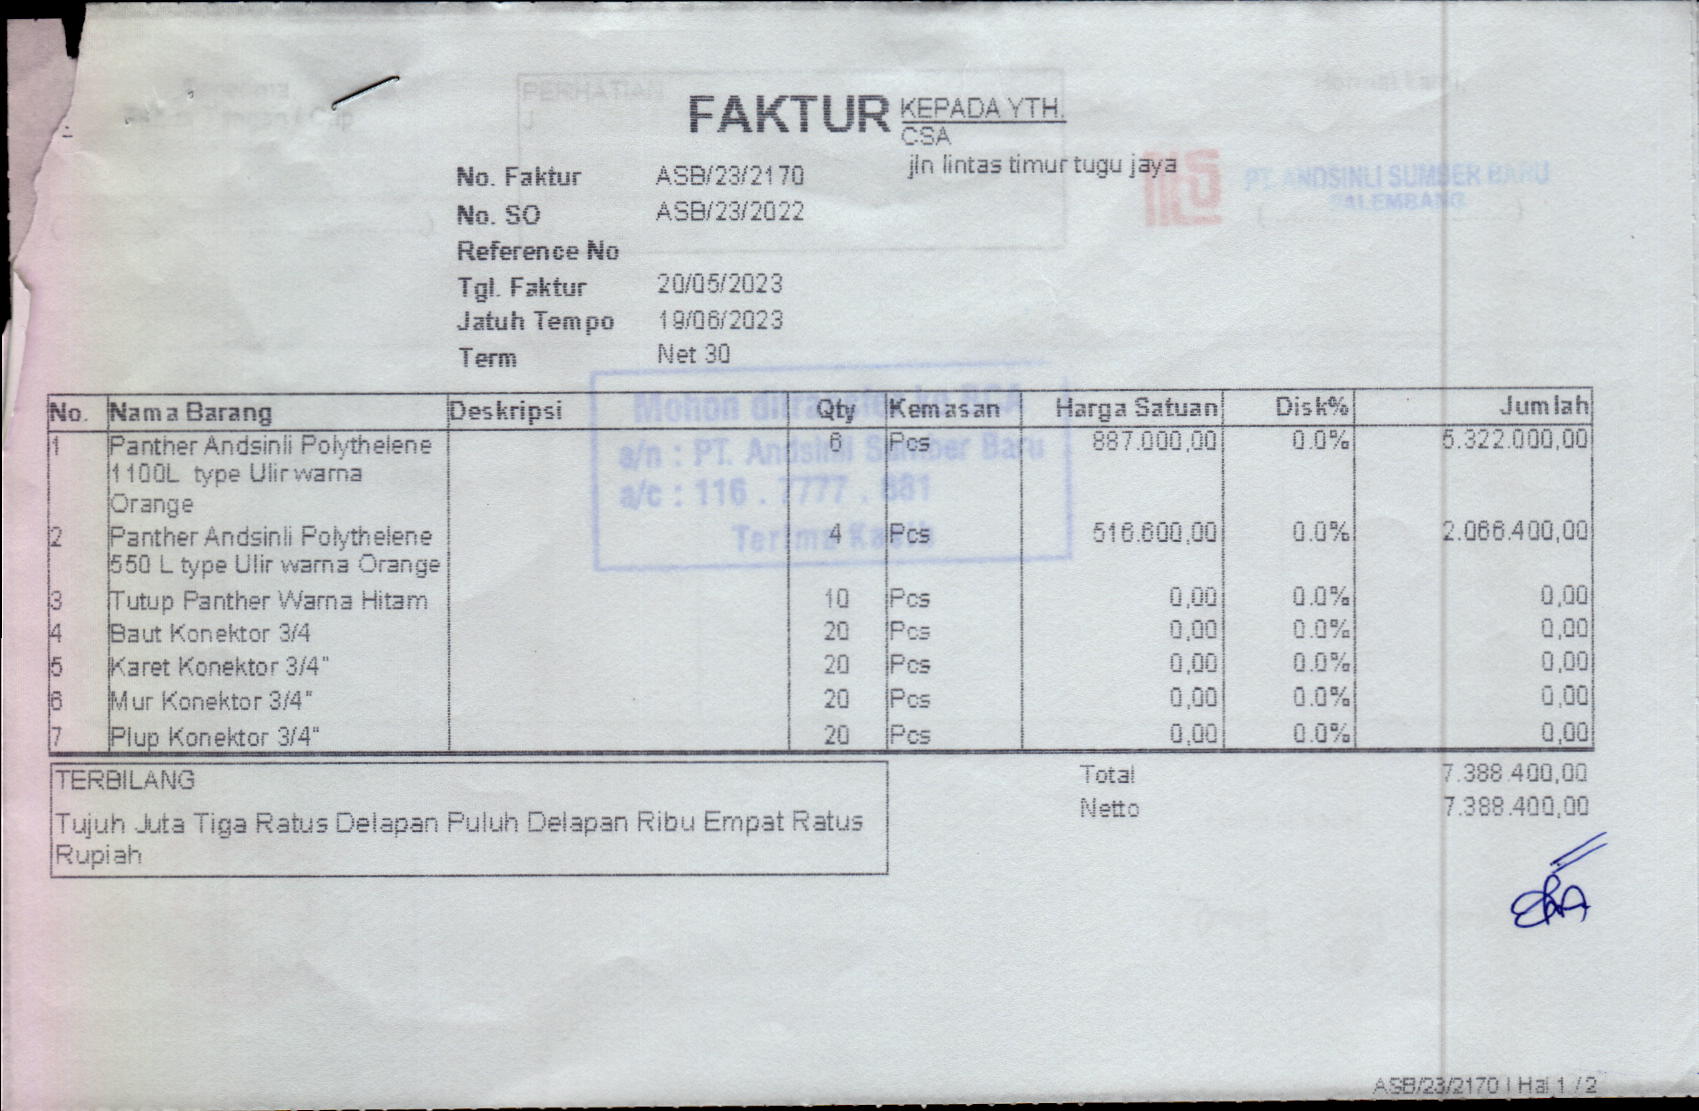 PERHATIAN
FAKTUR
KEPADA YTH.
CSA
jln lintas timur tugu jaya
PT. ANDSINLI SUMBER BARU
PALEMBANG
No. Faktur ASB/23/2170
No. SO ASB/23/2022
Reference No
Tgl. Faktur 20/05/2023
Jatuh Tempo 19/06/2023
Term Net 30
Mohon ditransfer ke BCA
a/n : PT. Andsinli Sumber Baru
a/c : 116 . 7777 . 881
Terima Kasih
No. Nama Barang Deskripsi Qty Kemasan Harga Satuan Disk% Jumlah
1 Panther Andsinli Polythelene 6 Pcs 887.000,00 0.0% 5.322.000,00
1100L type Ulir warna
Orange
2 Panther Andsinli Polythelene 4 Pcs 516.600,00 0.0% 2.066.400,00
550 L type Ulir warna Orange
3 Tutup Panther Warna Hitam 10 Pcs 0,00 0.0% 0,00
4 Baut Konektor 3/4 20 Pcs 0,00 0.0% 0,00
5 Karet Konektor 3/4" 20 Pcs 0,00 0.0% 0,00
6 Mur Konektor 3/4" 20 Pcs 0,00 0.0% 0,00
7 Plup Konektor 3/4" 20 Pcs 0,00 0.0% 0,00
TERBILANG
Tujuh Juta Tiga Ratus Delapan Puluh Delapan Ribu Empat Ratus
Rupiah
Total 7.388.400,00
Netto 7.388.400,00
ASB/23/2170 | Hal 1 / 2